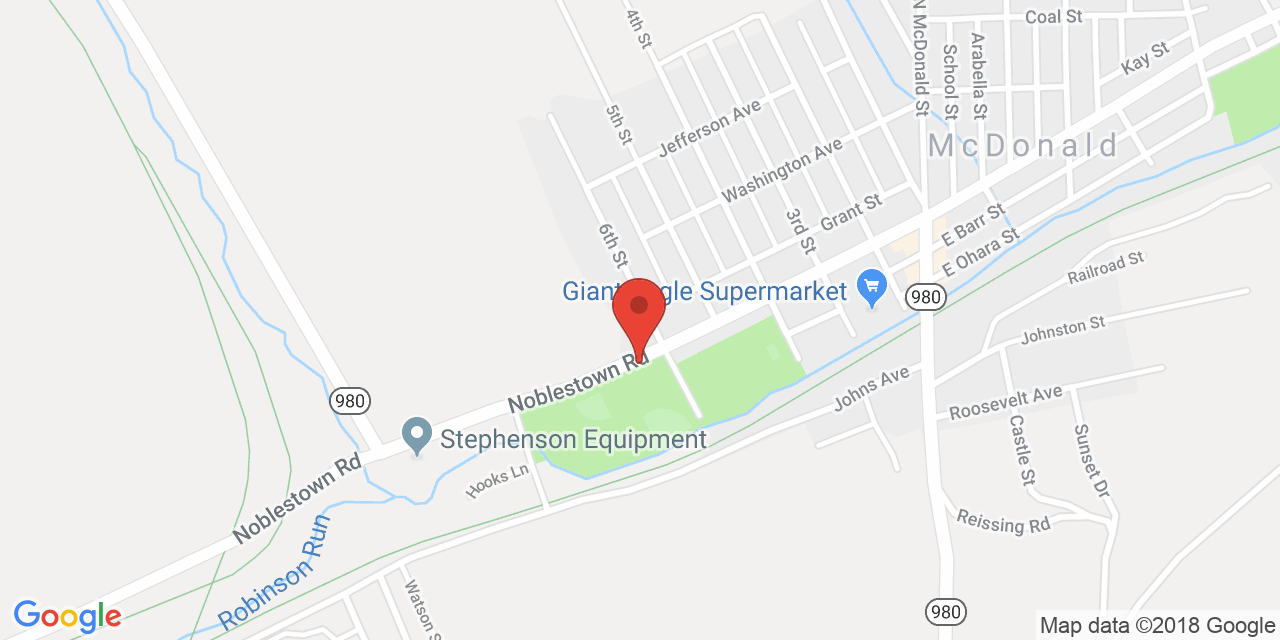 Coal St
N McDonald St
School St
Arabella St
Kay St
4th St
5th St
Jefferson Ave
McDonald
Washington Ave
6th St
3rd St
Grant St
E Barr St
E Ohara St
Railroad St
Supermarket
980
Johnston St
Noblestown Rd
Johns Ave
980
Roosevelt Ave
Stephenson Equipment
Castle St
Sunset Dr
Hooks Ln
Noblestown Rd
Reissing Rd
Robinson Run
Watson
980
Google
Map data ©2018 Google